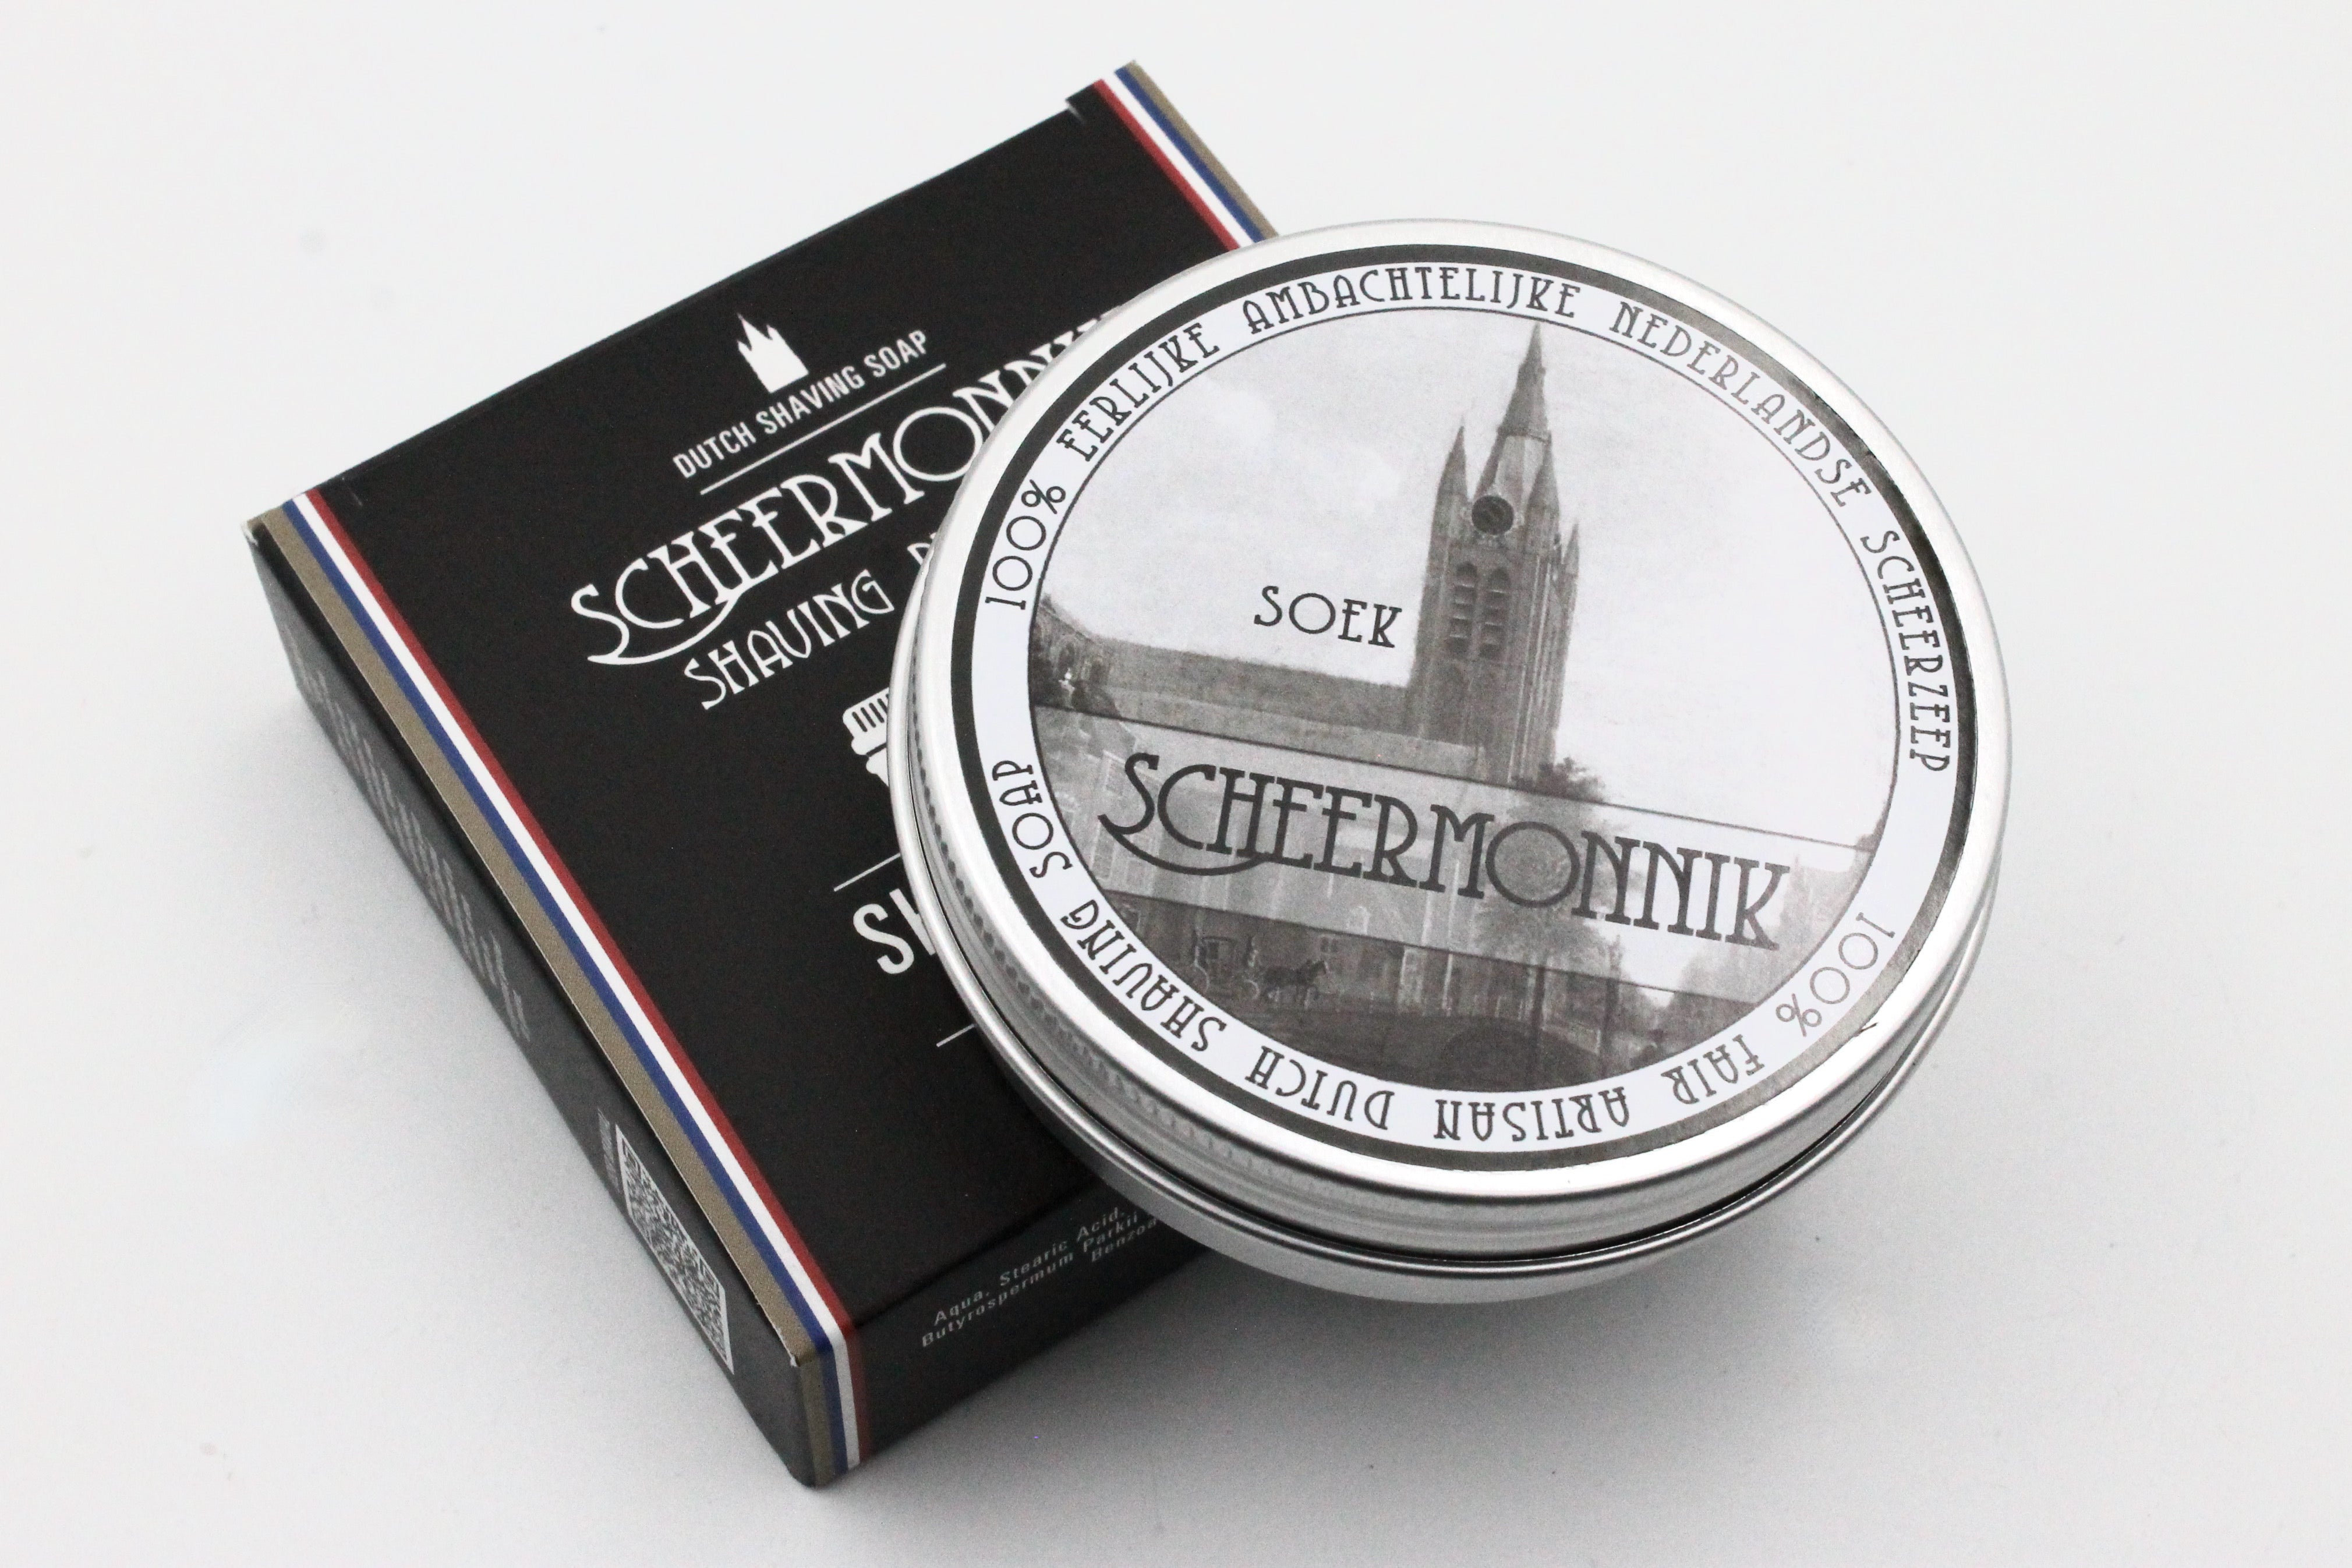 DUTCH SHAVING SOAP
SCHEERMONNIK
SHAVING
Aqua, Stearic Acid,
Butyrospermum Parkii
100% EERLIJKE AMBACHTELIJKE NEDERLANDSE SCHEERZEEP
SOEK
SCHEERMONNIK
100% FAIR ARTISAN DUTCH SHAVING SOAP